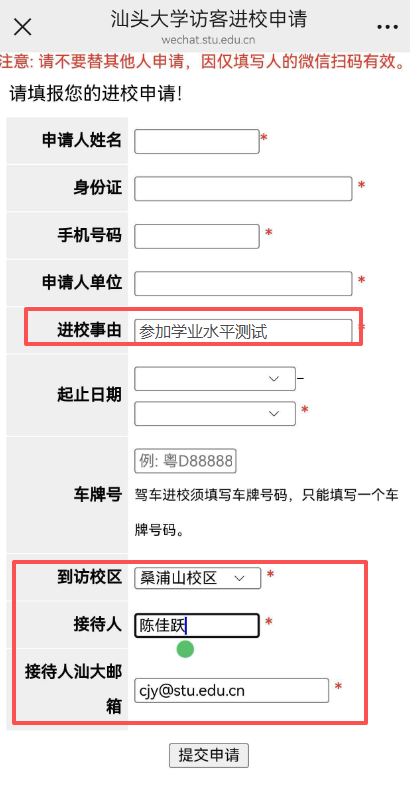 汕头大学访客进校申请
wechat.stu.edu.cn
注意: 请不要替其他人申请，因仅填写人的微信扫码有效。
请填报您的进校申请!
申请人姓名 *
身份证 *
手机号码 *
申请人单位 *
进校事由 参加学业水平测试 *
起止日期 –
*
例: 粤D88888
车牌号 驾车进校须填写车牌号码，只能填写一个车
牌号码。
到访校区 桑浦山校区 *
接待人 陈佳跃 *
接待人汕大邮
箱 cjy@stu.edu.cn *
提交申请